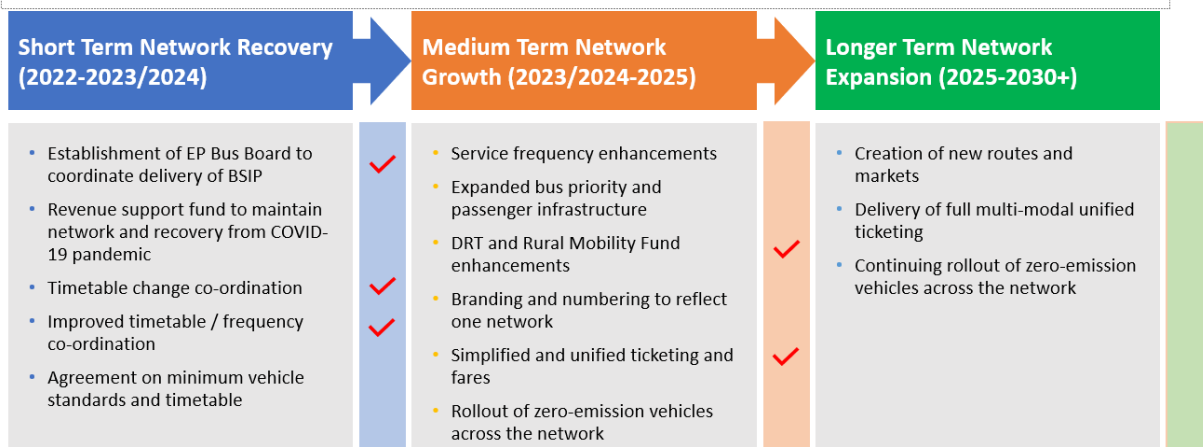 Short Term Network Recovery
(2022-2023/2024)
• Establishment of EP Bus Board to
coordinate delivery of BSIP
• Revenue support fund to maintain
network and recovery from COVID-
19 pandemic
• Timetable change co-ordination
• Improved timetable / frequency
co-ordination
• Agreement on minimum vehicle
standards and timetable
Medium Term Network
Growth (2023/2024-2025)
• Service frequency enhancements
• Expanded bus priority and
passenger infrastructure
• DRT and Rural Mobility Fund
enhancements
• Branding and numbering to reflect
one network
• Simplified and unified ticketing and
fares
• Rollout of zero-emission vehicles
across the network
Longer Term Network
Expansion (2025-2030+)
• Creation of new routes and
markets
• Delivery of full multi-modal unified
ticketing
• Continuing rollout of zero-emission
vehicles across the network